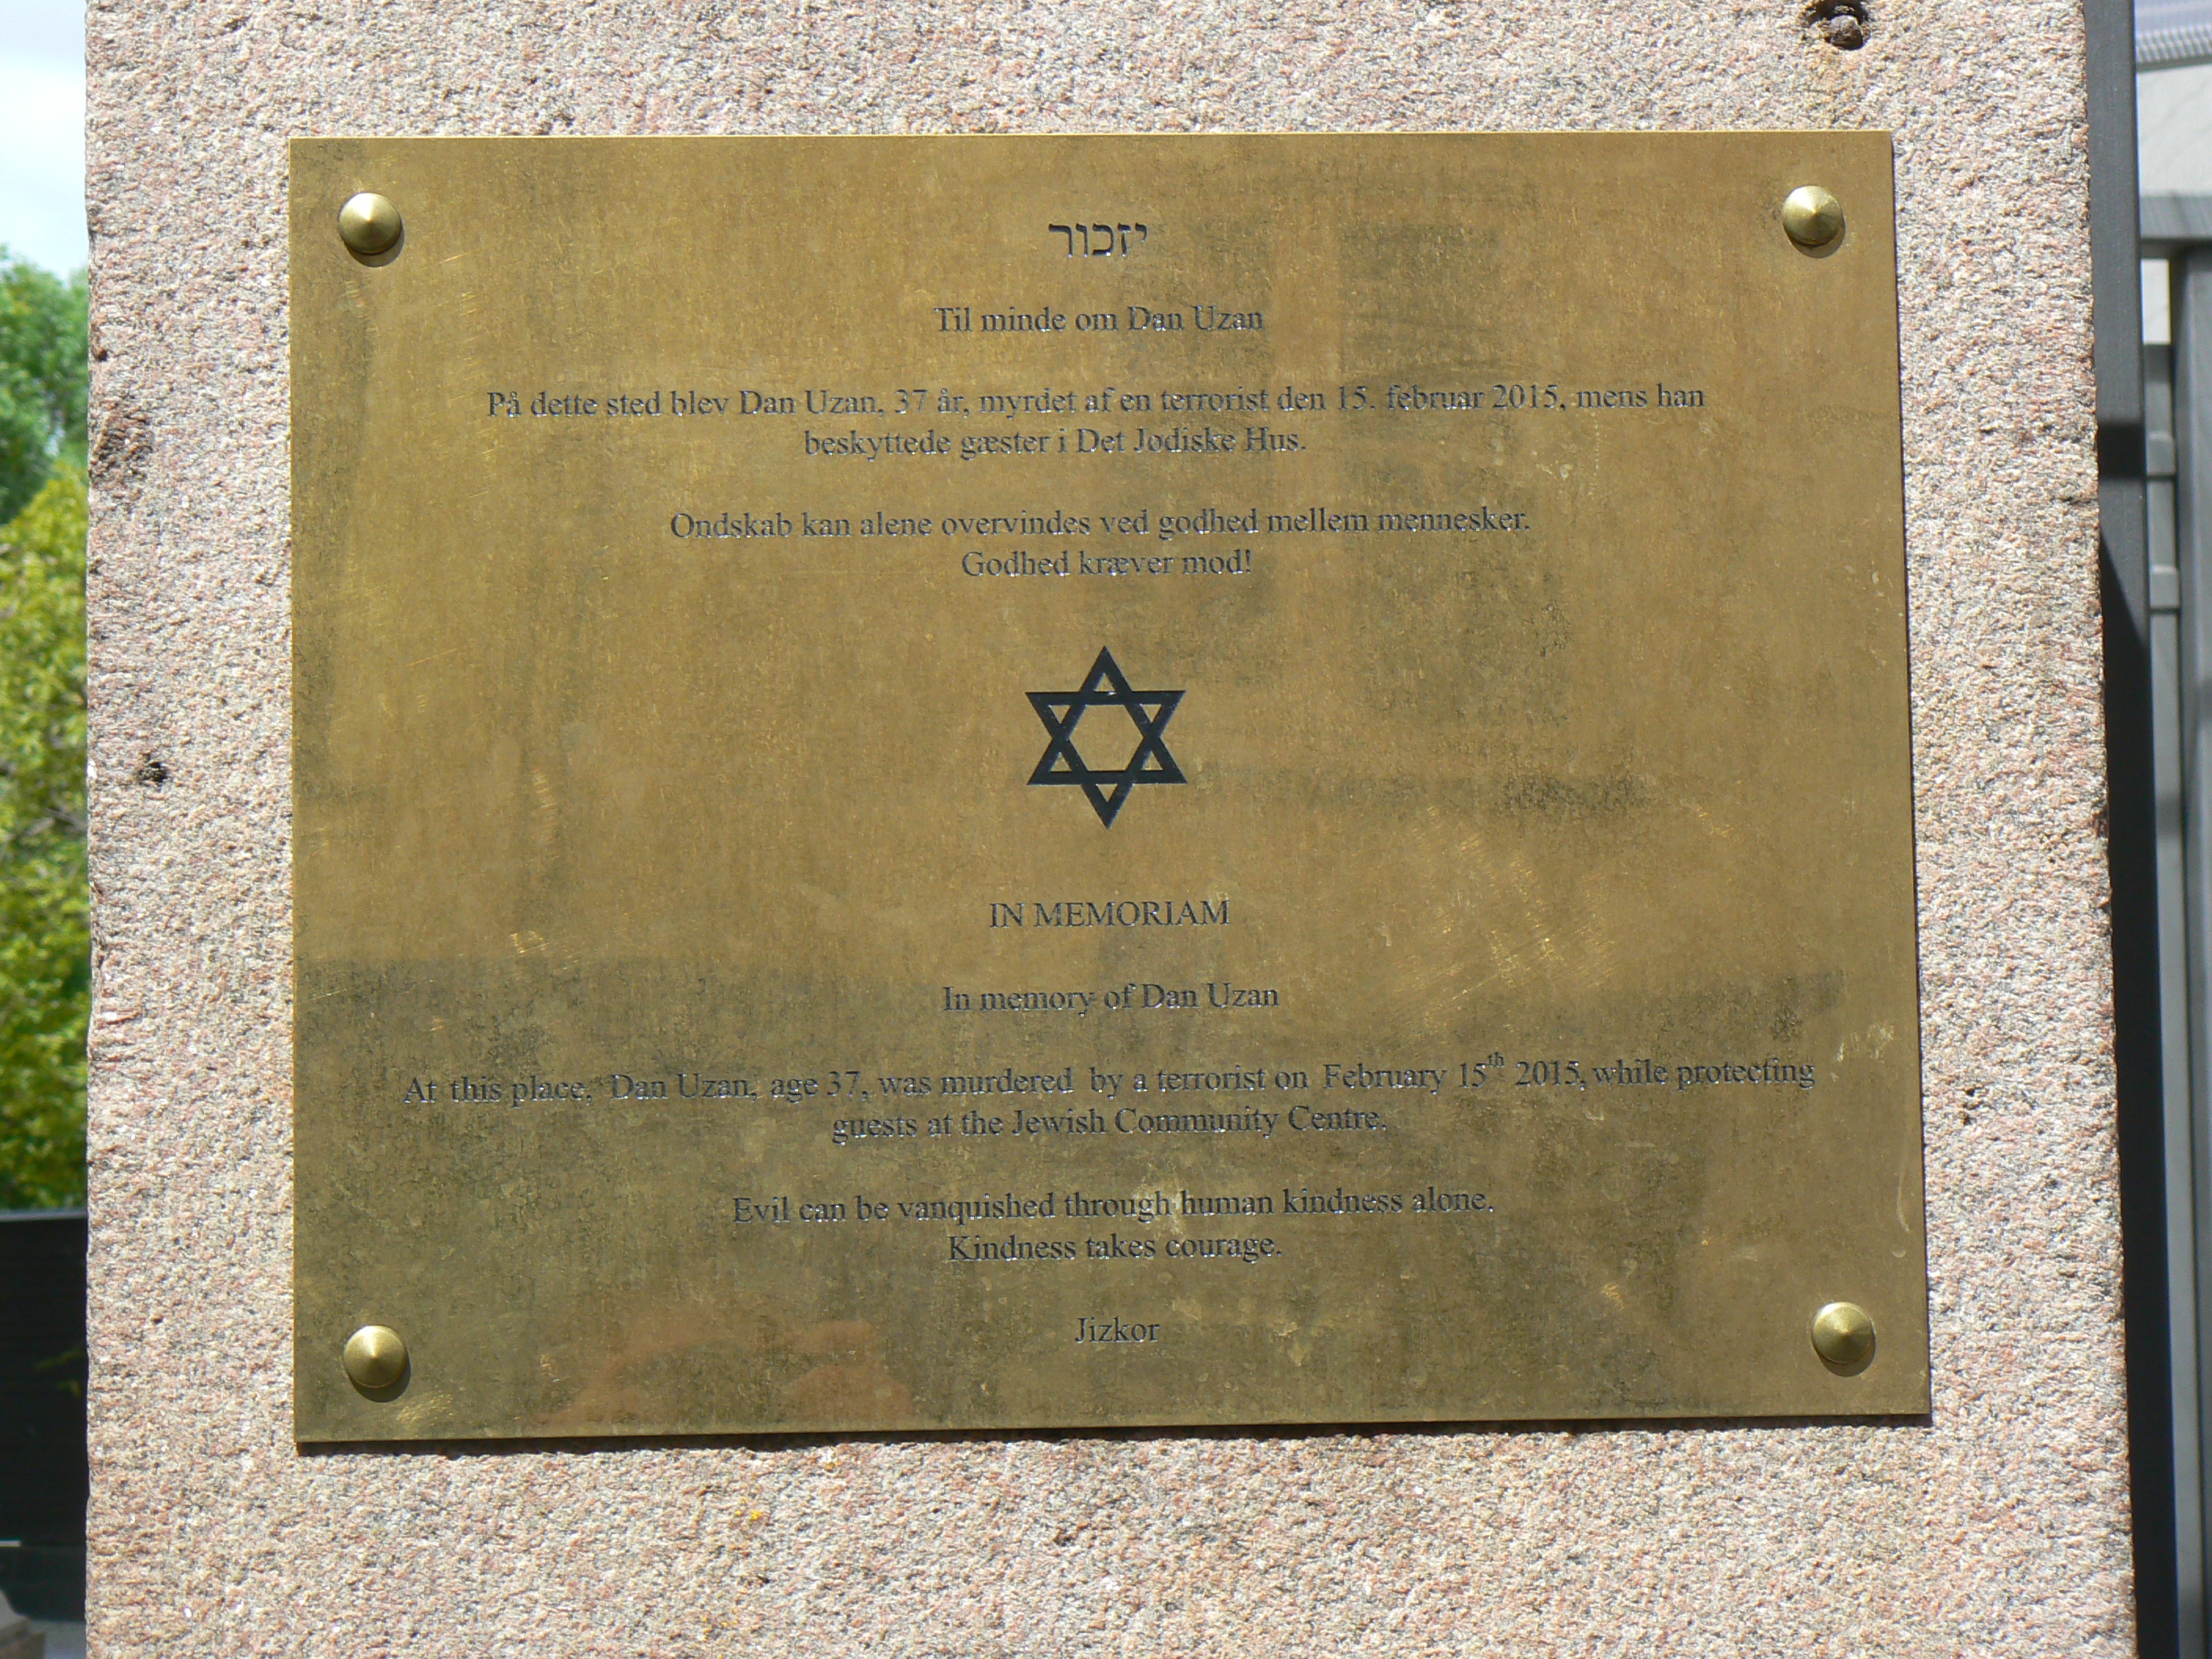 יזכור
Til minde om Dan Uzan
På dette sted blev Dan Uzan, 37 år, myrdet af en terrorist den 15. februar 2015, mens han
beskyttede gæster i Det Jødiske Hus.
Ondskab kan alene overvindes ved godhed mellem mennesker.
Godhed kræver mod!
IN MEMORIAM
In memory of Dan Uzan
At this place, Dan Uzan, age 37, was murdered by a terrorist on February 15th 2015, while protecting
guests at the Jewish Community Centre.
Evil can be vanquished through human kindness alone.
Kindness takes courage.
Jizkor